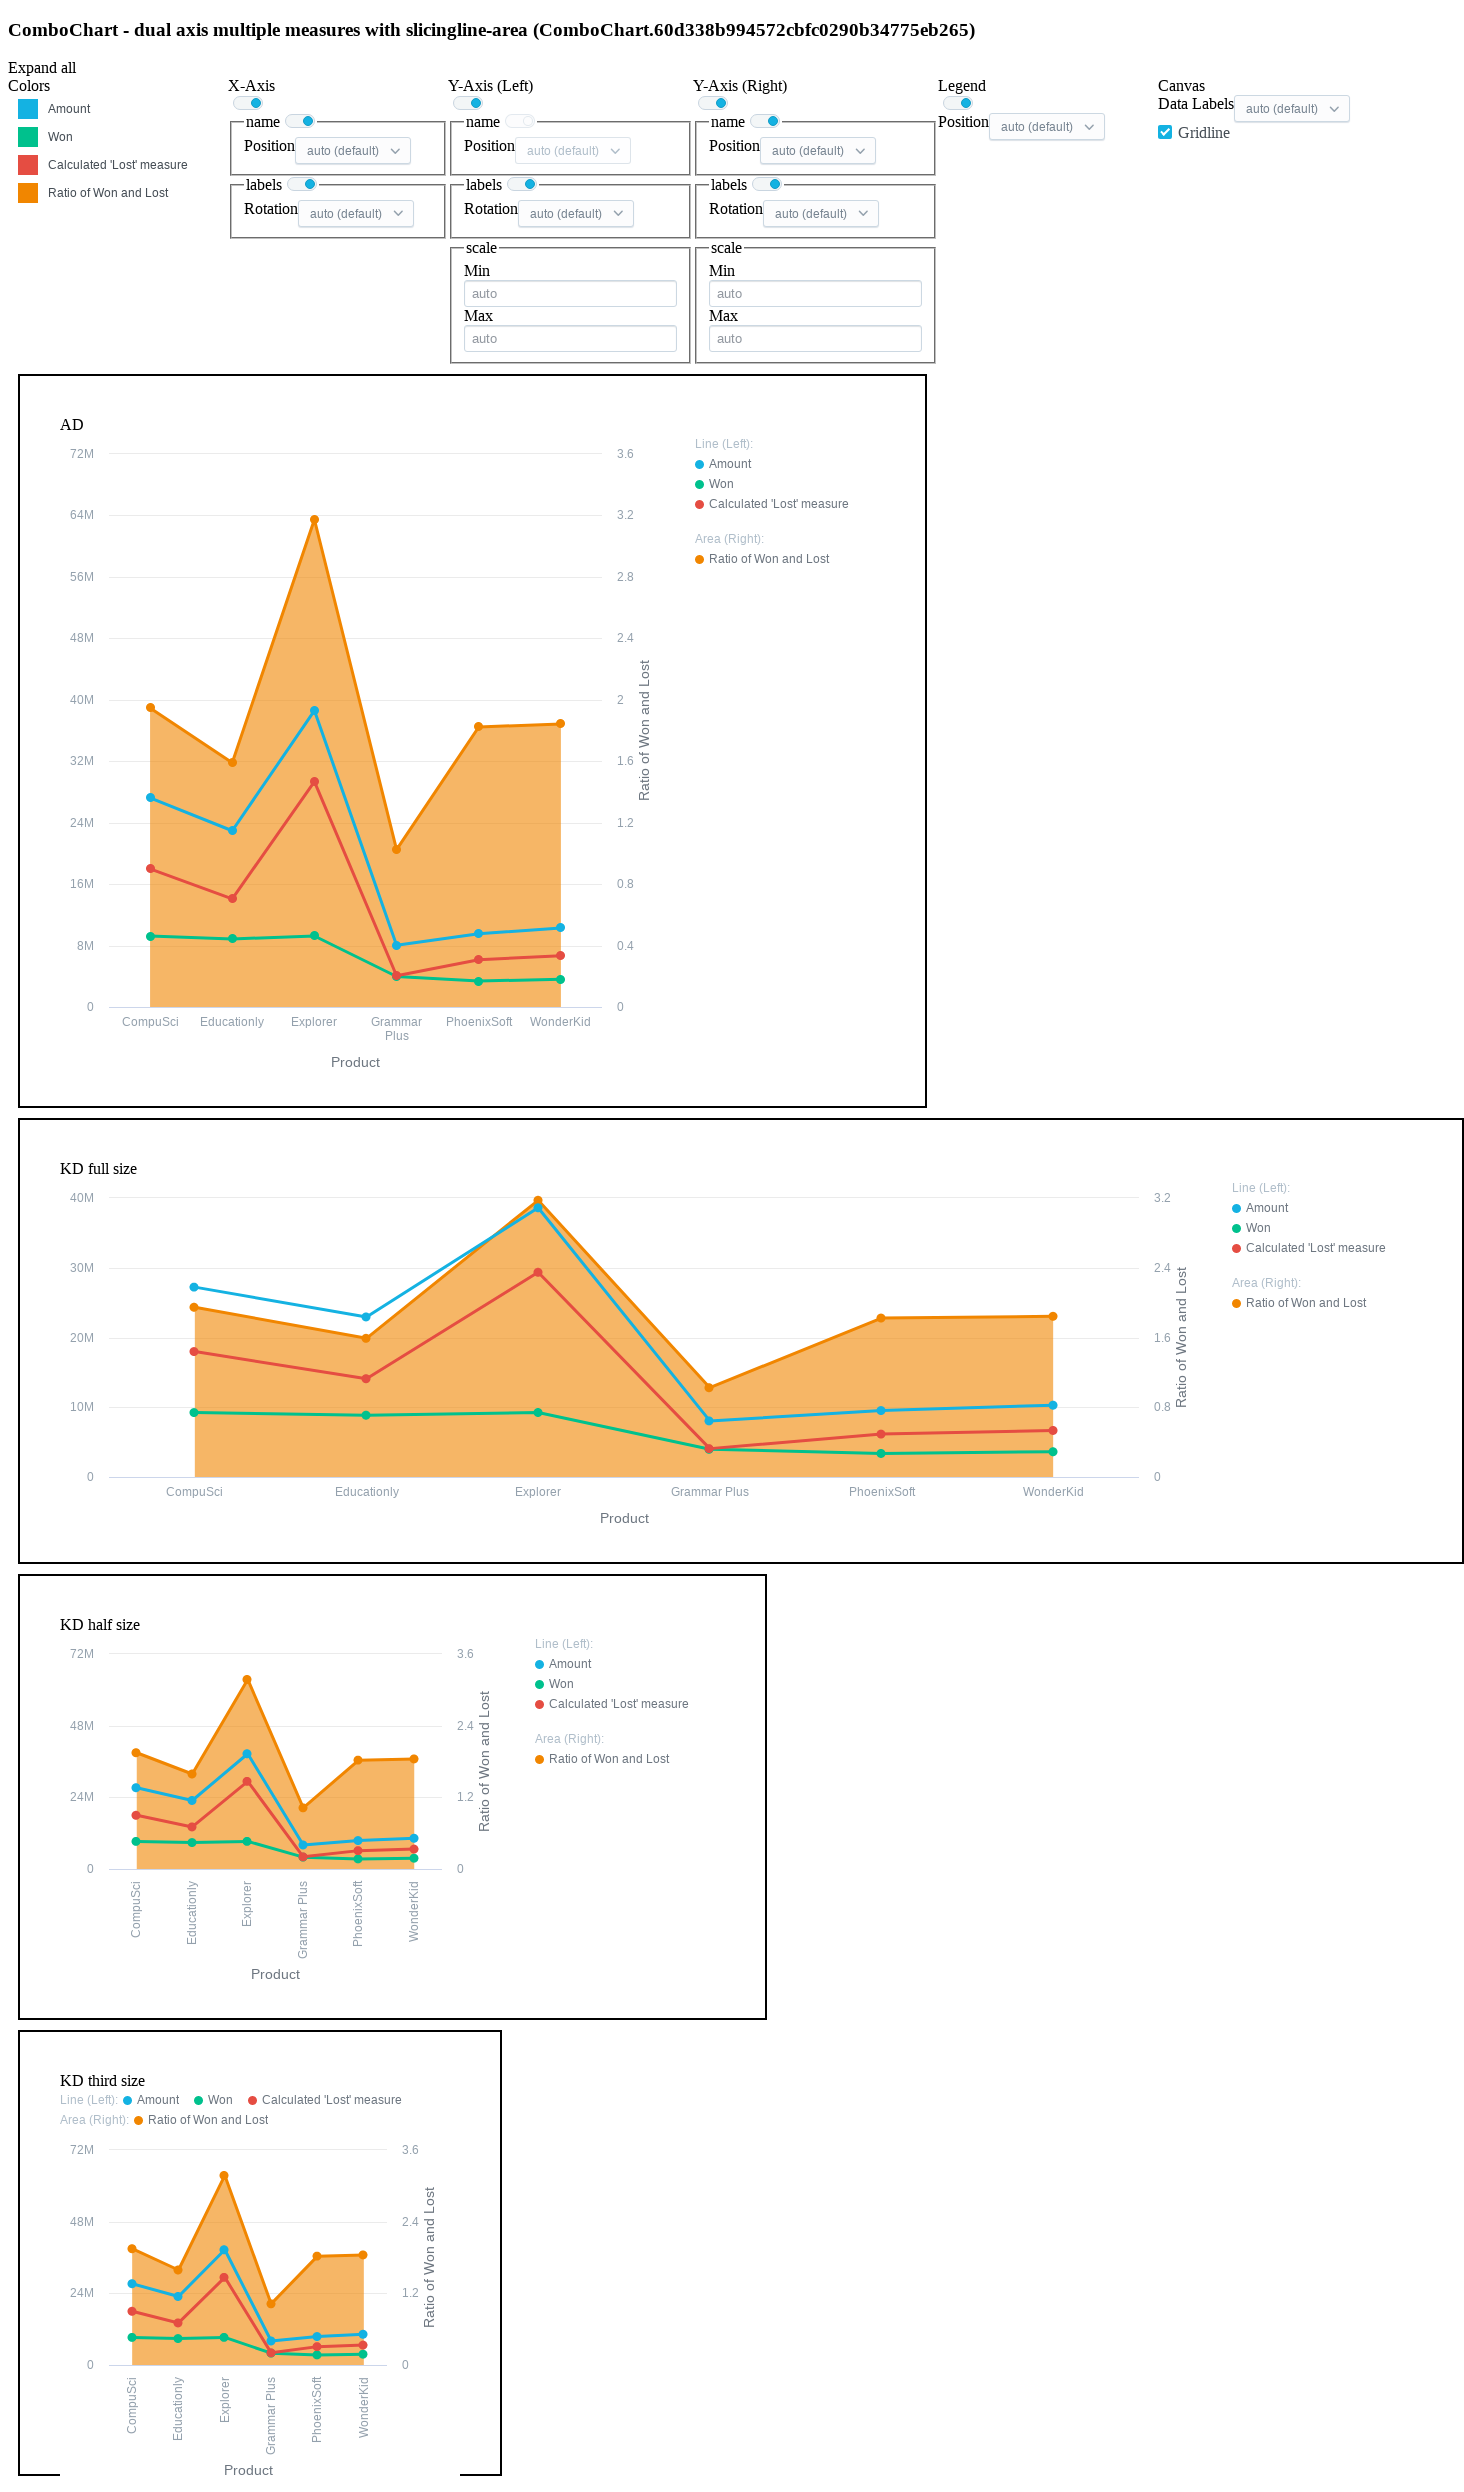 ComboChart - dual axis multiple measures with slicingline-area (ComboChart.60d338b994572cbfc0290b34775eb265)
Expand all
Colors
Amount
Won
Calculated 'Lost' measure
Ratio of Won and Lost
X-Axis
name
Position auto (default)
labels
Rotation auto (default)
Y-Axis (Left)
name
Position auto (default)
labels
Rotation auto (default)
scale
Min
auto
Max
auto
Y-Axis (Right)
name
Position auto (default)
labels
Rotation auto (default)
scale
Min
auto
Max
auto
Legend
Position auto (default)
Canvas
Data Labels auto (default)
Gridline
AD
72M
64M
56M
48M
40M
32M
24M
16M
8M
0
3.6
3.2
2.8
2.4
2
1.6
1.2
0.8
0.4
0
Ratio of Won and Lost
CompuSci Educationly Explorer Grammar Plus PhoenixSoft WonderKid
Product
Line (Left):
Amount
Won
Calculated 'Lost' measure
Area (Right):
Ratio of Won and Lost
KD full size
40M
30M
20M
10M
0
3.2
2.4
1.6
0.8
0
Ratio of Won and Lost
CompuSci Educationly Explorer Grammar Plus PhoenixSoft WonderKid
Product
Line (Left):
Amount
Won
Calculated 'Lost' measure
Area (Right):
Ratio of Won and Lost
KD half size
72M
48M
24M
0
3.6
2.4
1.2
0
Ratio of Won and Lost
CompuSci
Educationly
Explorer
Grammar Plus
PhoenixSoft
WonderKid
Product
Line (Left):
Amount
Won
Calculated 'Lost' measure
Area (Right):
Ratio of Won and Lost
KD third size
Line (Left): Amount Won Calculated 'Lost' measure
Area (Right): Ratio of Won and Lost
72M
48M
24M
0
3.6
2.4
1.2
0
Ratio of Won and Lost
CompuSci
Educationly
Explorer
Grammar Plus
PhoenixSoft
WonderKid
Product